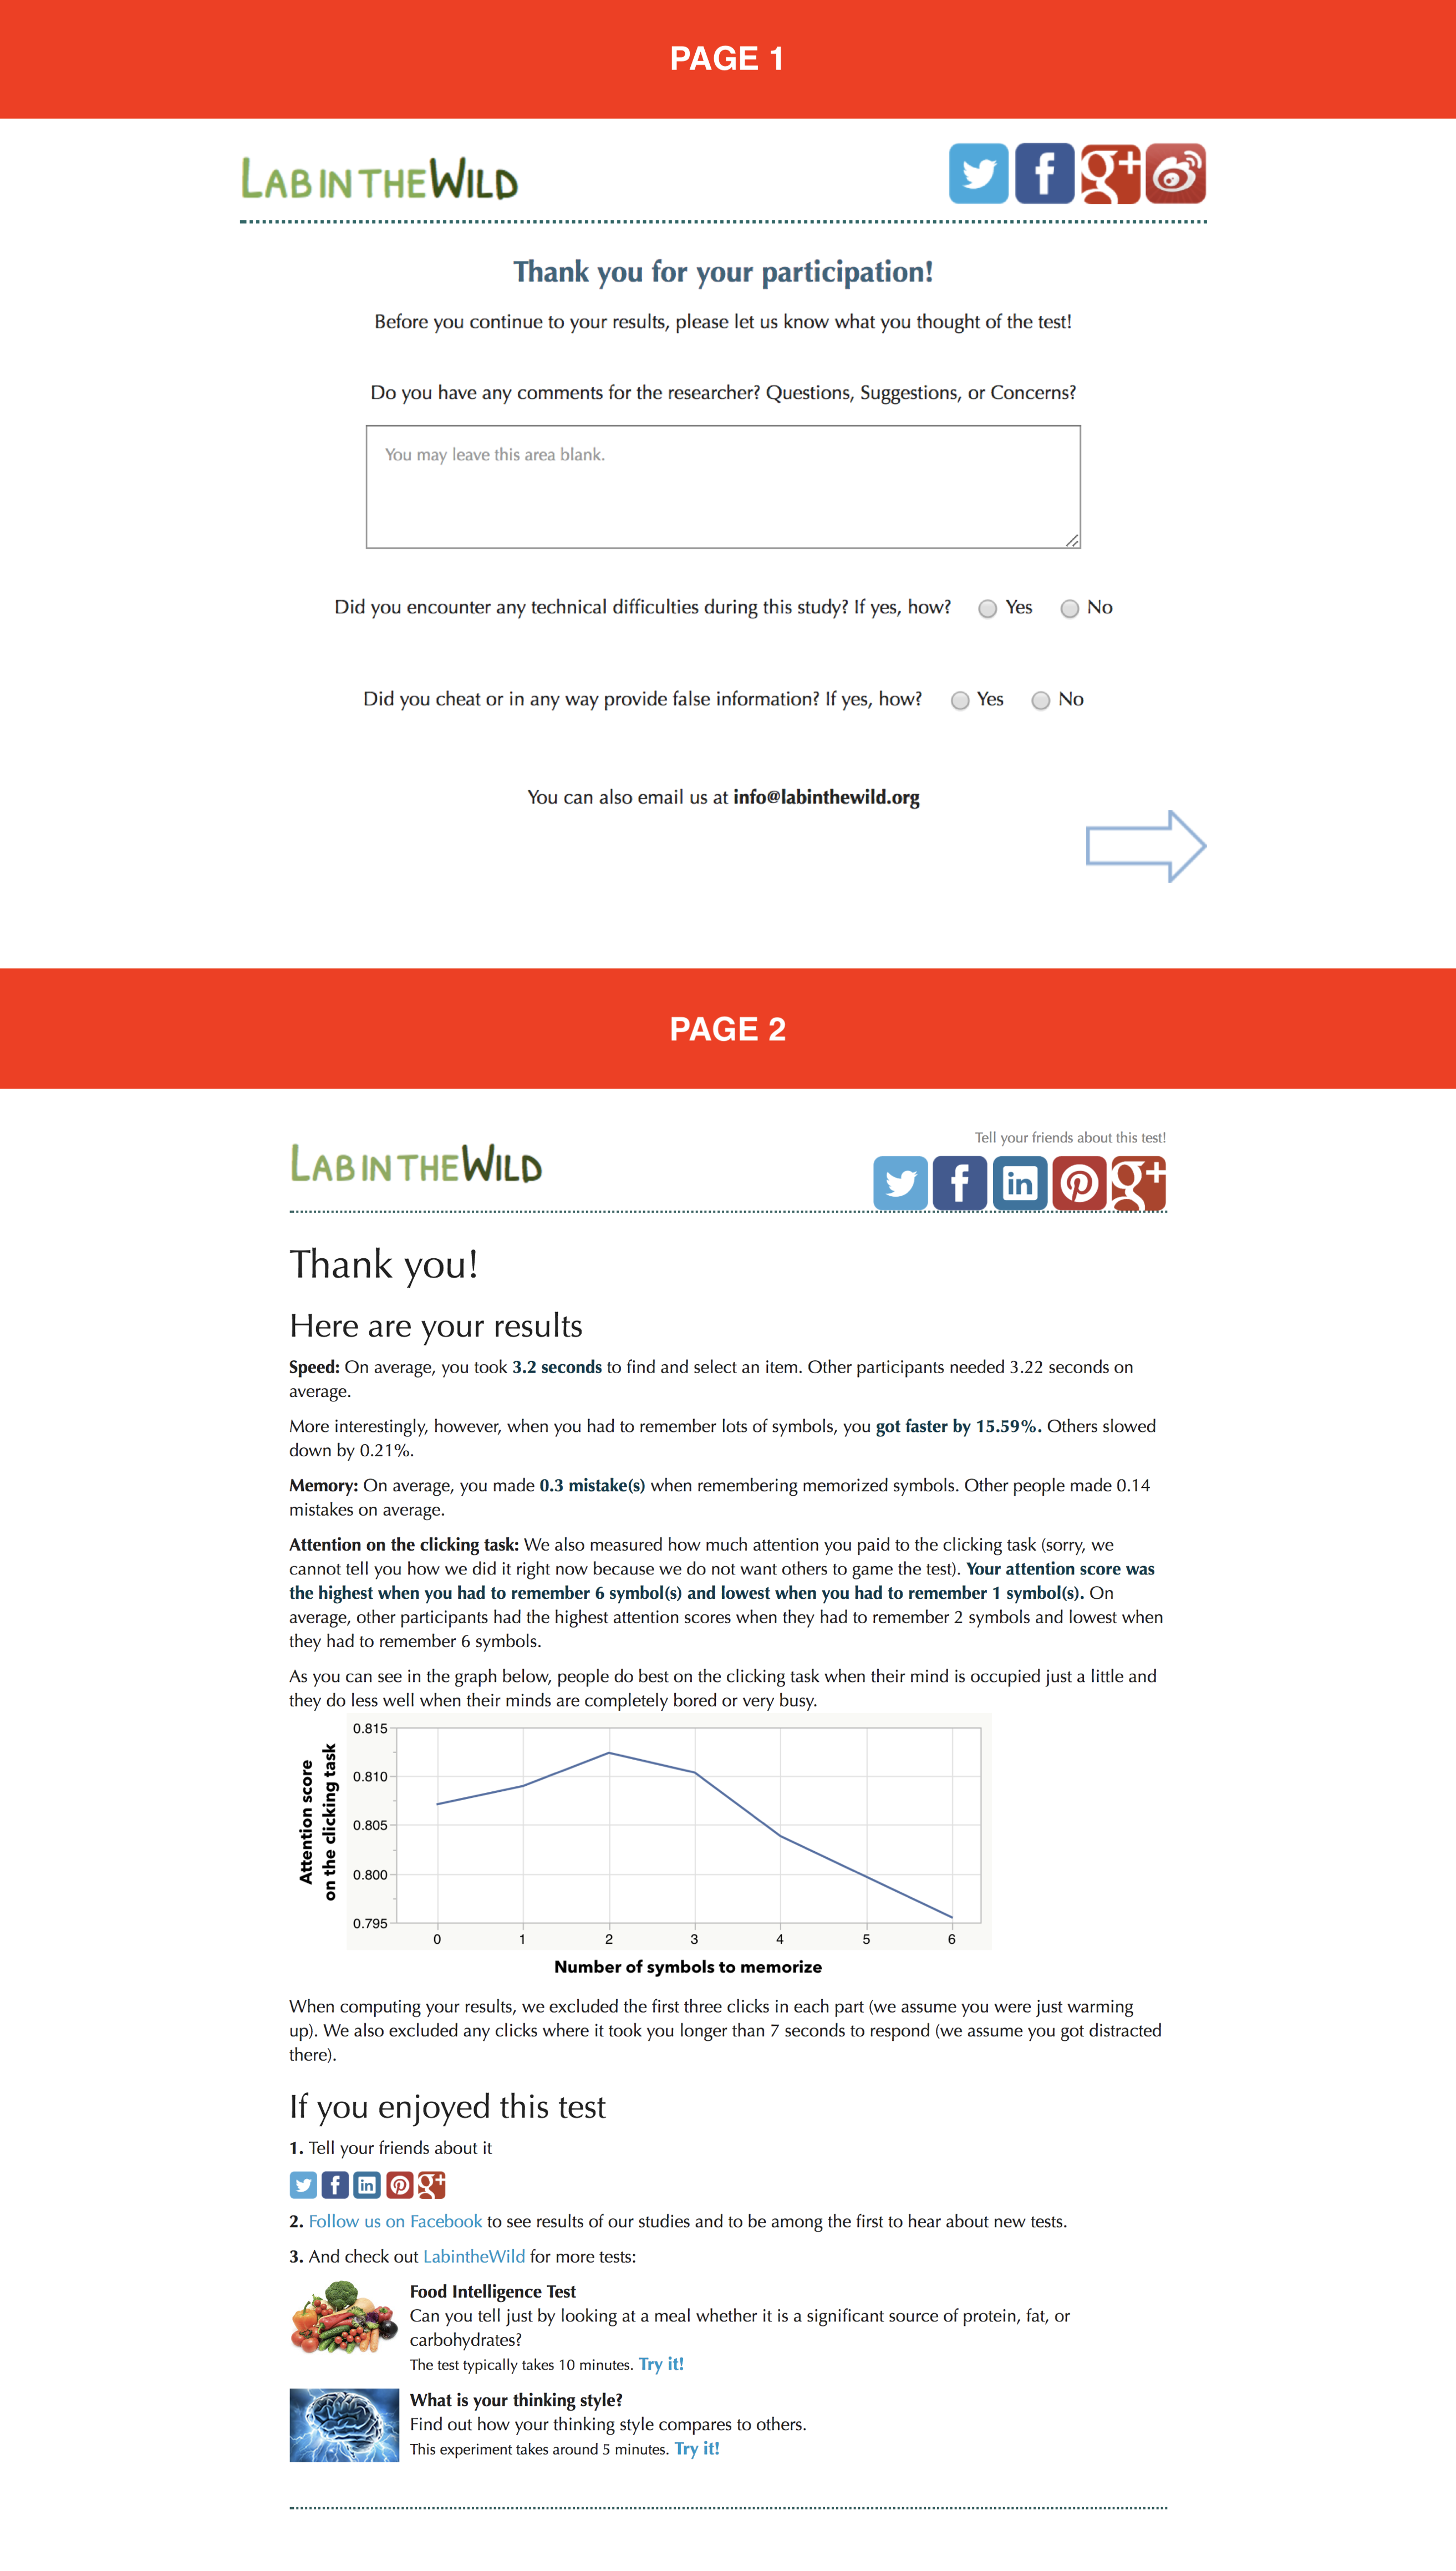 PAGE 1
LAB IN THE WILD
Thank you for your participation!
Before you continue to your results, please let us know what you thought of the test!
Do you have any comments for the researcher? Questions, Suggestions, or Concerns?
You may leave this area blank.
Did you encounter any technical difficulties during this study? If yes, how? Yes No
Did you cheat or in any way provide false information? If yes, how? Yes No
You can also email us at info@labinthewild.org
PAGE 2
Tell your friends about this test!
LAB IN THE WILD
Thank you!
Here are your results
Speed: On average, you took 3.2 seconds to find and select an item. Other participants needed 3.22 seconds on
average.
More interestingly, however, when you had to remember lots of symbols, you got faster by 15.59%. Others slowed
down by 0.21%.
Memory: On average, you made 0.3 mistake(s) when remembering memorized symbols. Other people made 0.14
mistakes on average.
Attention on the clicking task: We also measured how much attention you paid to the clicking task (sorry, we
cannot tell you how we did it right now because we do not want others to game the test). Your attention score was
the highest when you had to remember 6 symbol(s) and lowest when you had to remember 1 symbol(s). On
average, other participants had the highest attention scores when they had to remember 2 symbols and lowest when
they had to remember 6 symbols.
As you can see in the graph below, people do best on the clicking task when their mind is occupied just a little and
they do less well when their minds are completely bored or very busy.
Attention score
on the clicking task
0.815
0.810
0.805
0.800
0.795
0 1 2 3 4 5 6
Number of symbols to memorize
When computing your results, we excluded the first three clicks in each part (we assume you were just warming
up). We also excluded any clicks where it took you longer than 7 seconds to respond (we assume you got distracted
there).
If you enjoyed this test
1. Tell your friends about it
2. Follow us on Facebook to see results of our studies and to be among the first to hear about new tests.
3. And check out LabintheWild for more tests:
Food Intelligence Test
Can you tell just by looking at a meal whether it is a significant source of protein, fat, or
carbohydrates?
The test typically takes 10 minutes. Try it!
What is your thinking style?
Find out how your thinking style compares to others.
This experiment takes around 5 minutes. Try it!